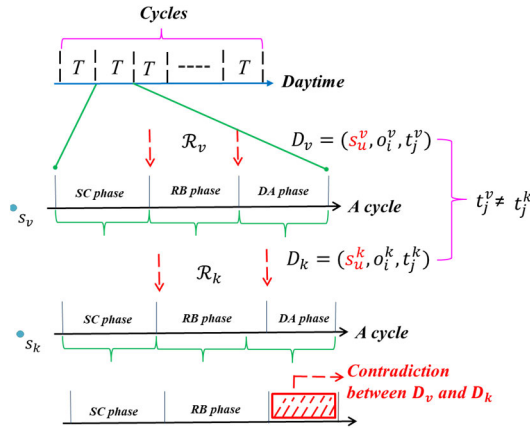 Cycles
T T T ---- T
Daytime
R_v D_v = (s_u^v, o_i^v, t_j^v)
SC phase RB phase DA phase
s_v A cycle
t_j^v ≠ t_j^k
R_k D_k = (s_u^k, o_i^k, t_j^k)
SC phase RB phase DA phase
s_k A cycle
Contradiction
between D_v and D_k
SC phase RB phase